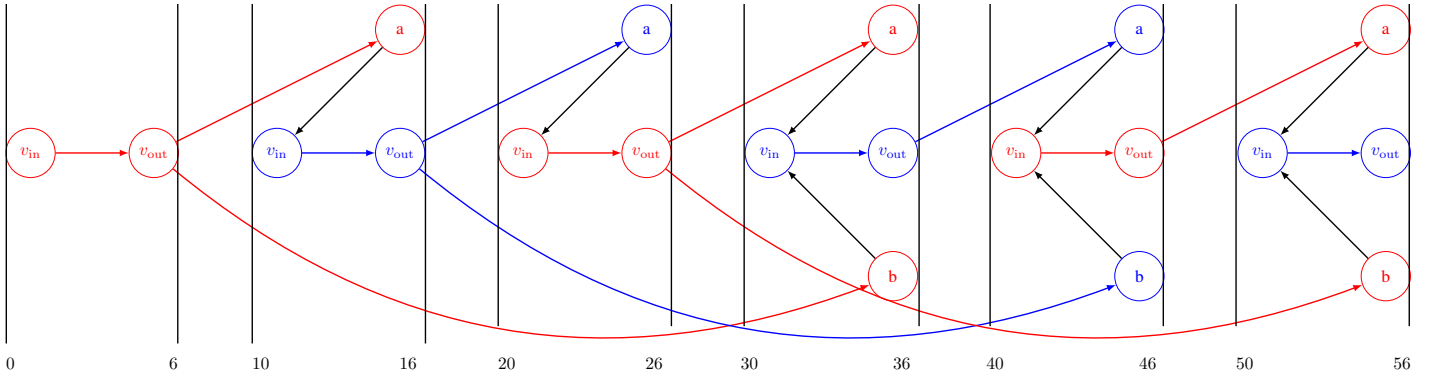 a a a a a
v_in v_out v_in v_out v_in v_out v_in v_out v_in v_out v_in v_out
b b b
0 6 10 16 20 26 30 36 40 46 50 56